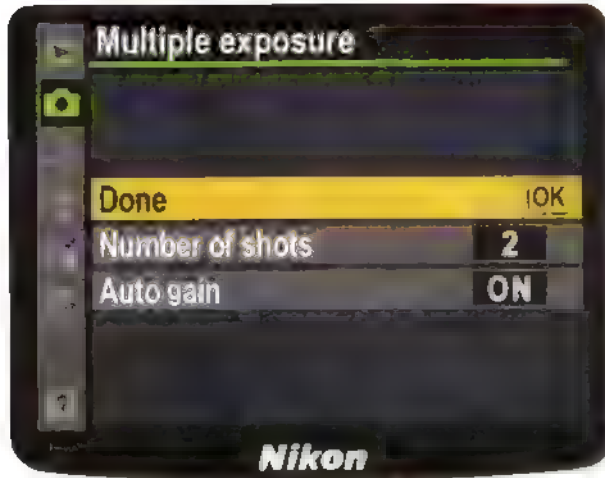 Multiple exposure
Done OK
Number of shots 2
Auto gain ON
?
Nikon